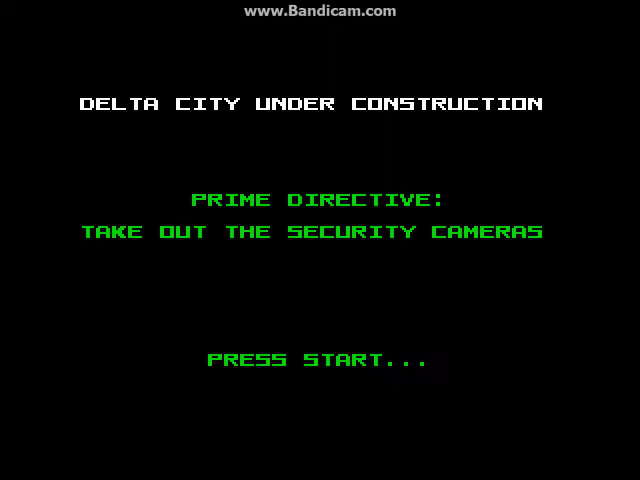 www.Bandicam.com
DELTA CITY UNDER CONSTRUCTION
PRIME DIRECTIVE:
TAKE OUT THE SECURITY CAMERAS
PRESS START...